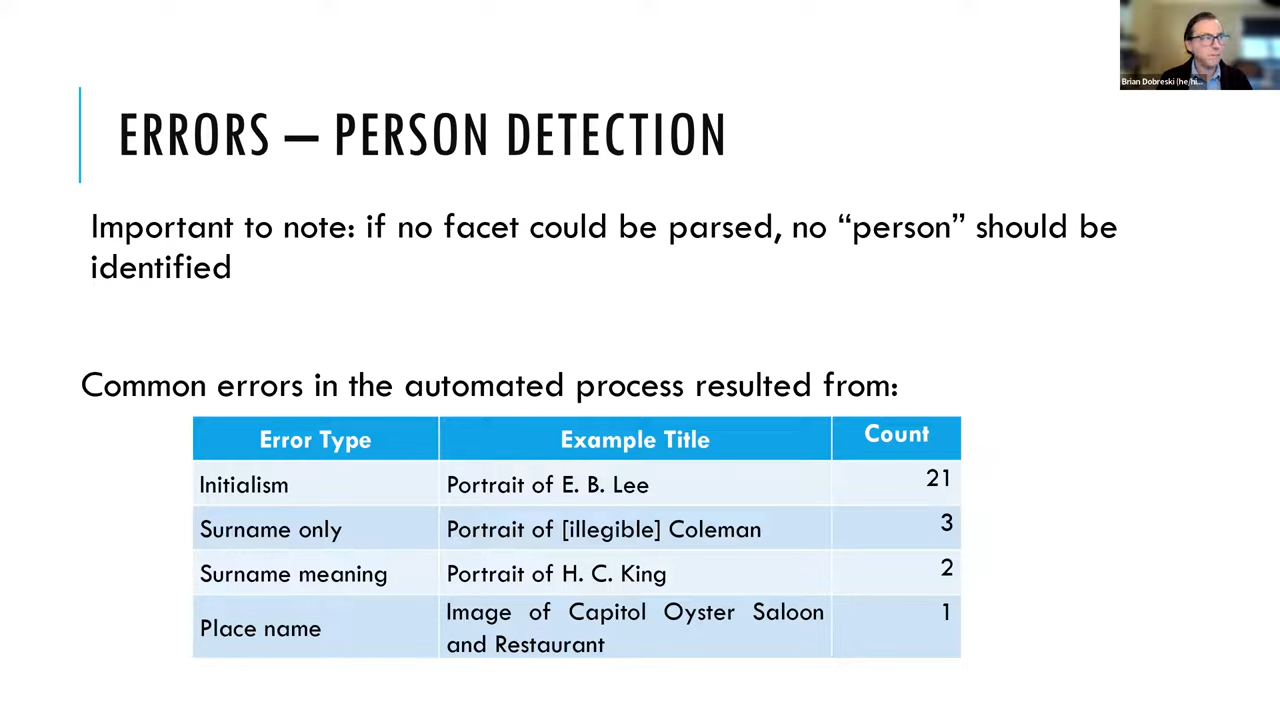 Brian Dobreski (he/hi...
ERRORS – PERSON DETECTION
Important to note: if no facet could be parsed, no “person” should be
identified
Common errors in the automated process resulted from:
Error Type Example Title Count
Initialism Portrait of E. B. Lee 21
Surname only Portrait of [illegible] Coleman 3
Surname meaning Portrait of H. C. King 2
Place name Image of Capitol Oyster Saloon 1
and Restaurant